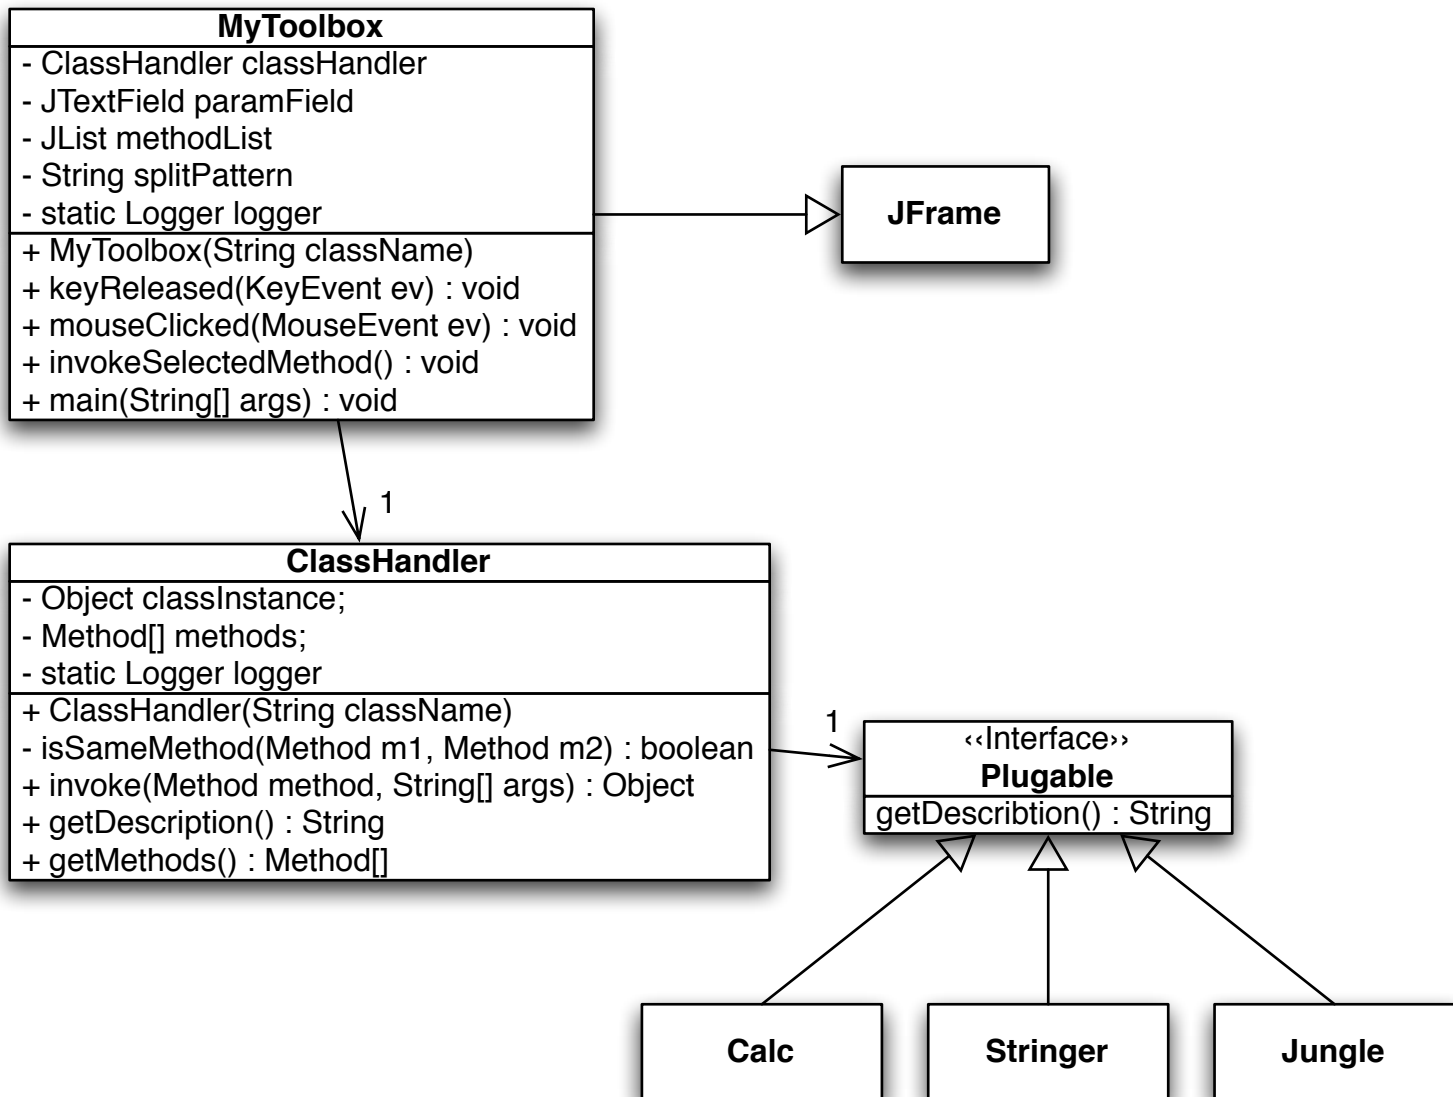 MyToolbox
- ClassHandler classHandler
- JTextField paramField
- JList methodList
- String splitPattern
- static Logger logger
+ MyToolbox(String className)
+ keyReleased(KeyEvent ev) : void
+ mouseClicked(MouseEvent ev) : void
+ invokeSelectedMethod() : void
+ main(String[] args) : void
JFrame
1
ClassHandler
- Object classInstance;
- Method[] methods;
- static Logger logger
+ ClassHandler(String className)
- isSameMethod(Method m1, Method m2) : boolean
+ invoke(Method method, String[] args) : Object
+ getDescription() : String
+ getMethods() : Method[]
1
‹‹Interface››
Plugable
getDescribtion() : String
Calc
Stringer
Jungle